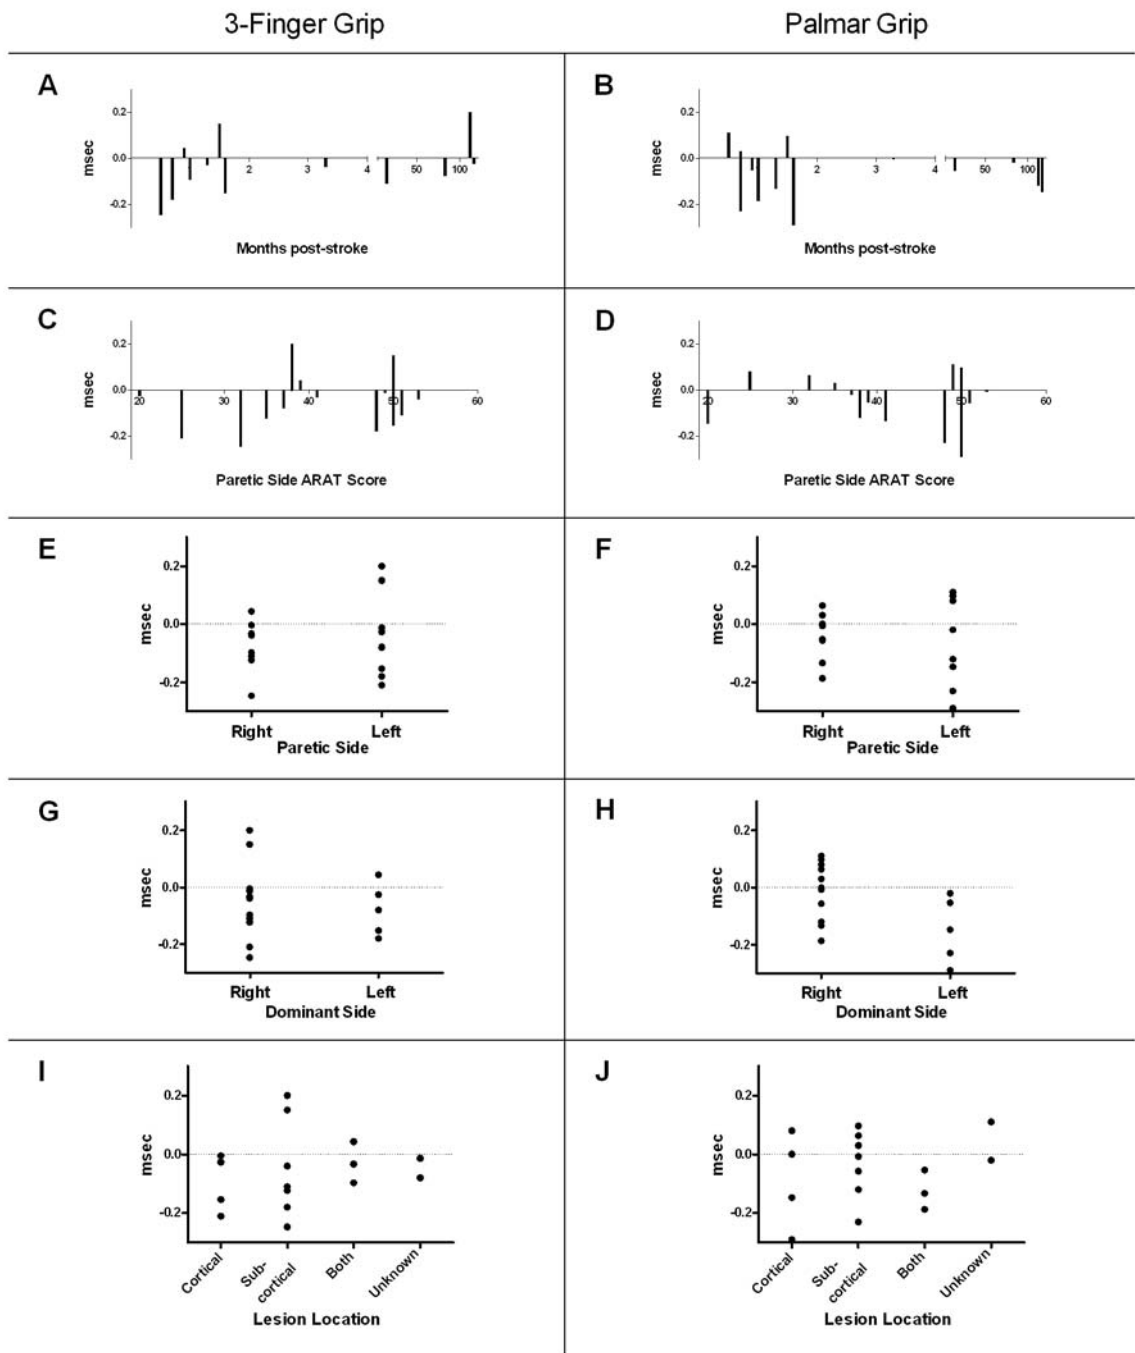 3-Finger Grip
Palmar Grip
A
0.2
0.0
-0.2
msec
2
3
4
50
100
Months post-stroke
B
0.2
0.0
-0.2
msec
2
3
4
50
100
Months post-stroke
C
0.2
0.0
-0.2
msec
20
30
40
50
60
Paretic Side ARAT Score
D
0.2
0.0
-0.2
msec
20
30
40
50
60
Paretic Side ARAT Score
E
0.2
0.0
-0.2
msec
Right
Left
Paretic Side
F
0.2
0.0
-0.2
msec
Right
Left
Paretic Side
G
0.2
0.0
-0.2
msec
Right
Left
Dominant Side
H
0.2
0.0
-0.2
msec
Right
Left
Dominant Side
I
0.2
0.0
-0.2
msec
Cortical
Sub-
cortical
Both
Unknown
Lesion Location
J
0.2
0.0
-0.2
msec
Cortical
Sub-
cortical
Both
Unknown
Lesion Location